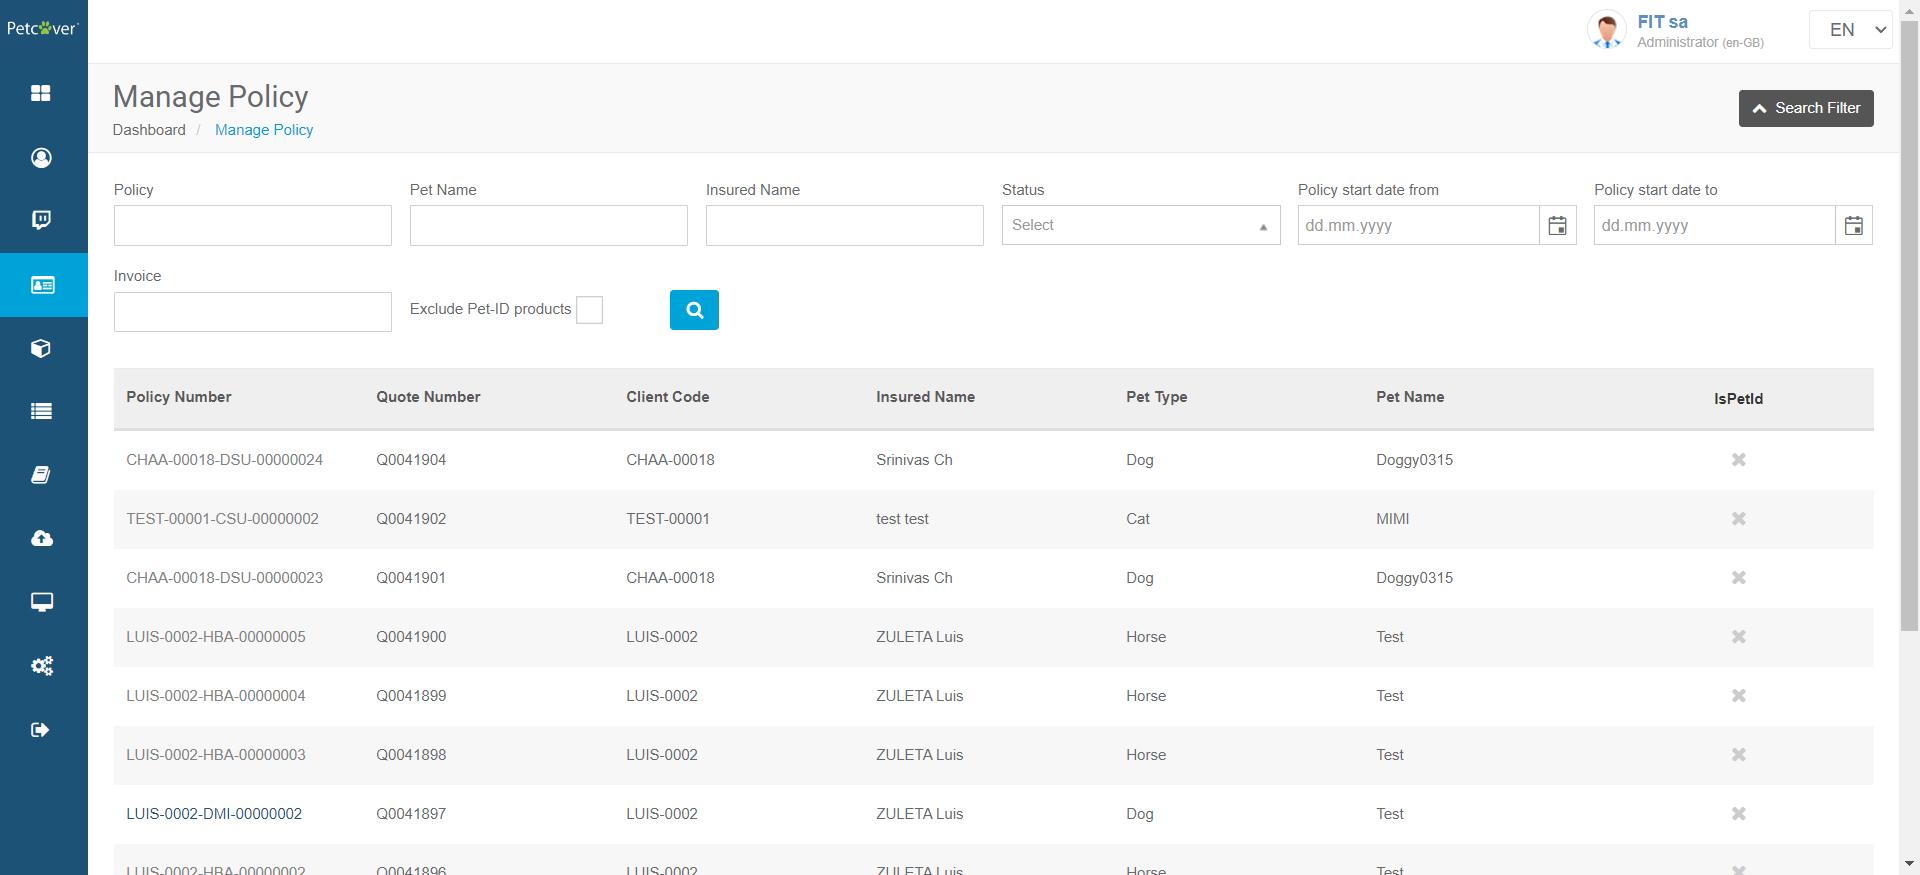 Petcover
FIT sa
Administrator (en-GB)
EN
Manage Policy
Dashboard / Manage Policy
Search Filter
Policy
Pet Name
Insured Name
Status
Policy start date from
Policy start date to
Select
dd.mm.yyyy
dd.mm.yyyy
Invoice
Exclude Pet-ID products
Policy Number Quote Number Client Code Insured Name Pet Type Pet Name IsPetId
CHAA-00018-DSU-00000024 Q0041904 CHAA-00018 Srinivas Ch Dog Doggy0315
TEST-00001-CSU-00000002 Q0041902 TEST-00001 test test Cat MIMI
CHAA-00018-DSU-00000023 Q0041901 CHAA-00018 Srinivas Ch Dog Doggy0315
LUIS-0002-HBA-00000005 Q0041900 LUIS-0002 ZULETA Luis Horse Test
LUIS-0002-HBA-00000004 Q0041899 LUIS-0002 ZULETA Luis Horse Test
LUIS-0002-HBA-00000003 Q0041898 LUIS-0002 ZULETA Luis Horse Test
LUIS-0002-DMI-00000002 Q0041897 LUIS-0002 ZULETA Luis Dog Test
LUIS-0002-HBA-00000002 Q0041896 LUIS-0002 ZULETA Luis Horse Test